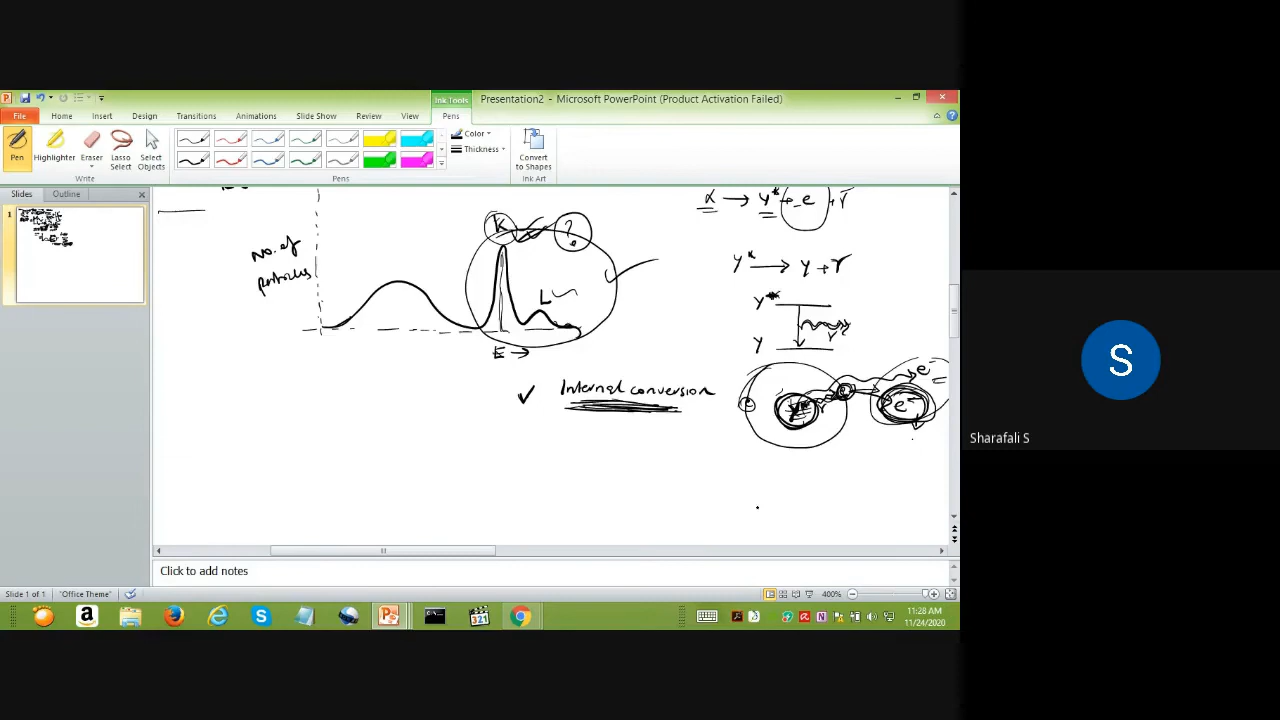 Ink Tools
Presentation2 - Microsoft PowerPoint (Product Activation Failed)
File Home Insert Design Transitions Animations Slide Show Review View Pens
Pen
Highlighter
Eraser
Lasso Select
Select Objects
Color
Thickness
Convert to Shapes
Write
Pens
Ink Art
Slides Outline
1
No. of
particles
K
?
L
E →
X → Y* + e + ν̄
Y* → Y + γ
Y*
γ
Y
✓ Internal conversion
e⁻
e
Y*
e
e⁻
Click to add notes
Slide 1 of 1 "Office Theme" 400%
11:28 AM
11/24/2020
S
Sharafali S